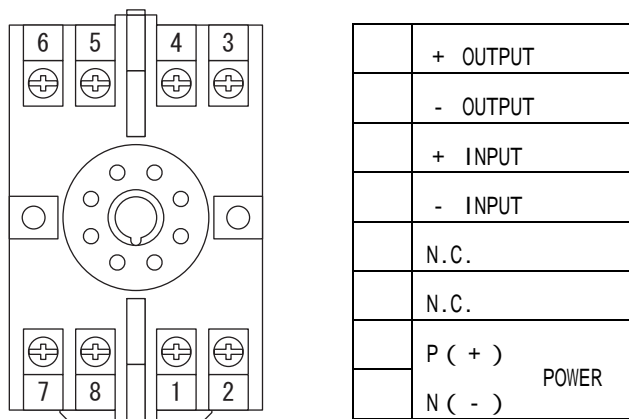 6 5 4 3
7 8 1 2
+ OUTPUT
- OUTPUT
+ INPUT
- INPUT
N.C.
N.C.
P ( + )
POWER
N ( - )